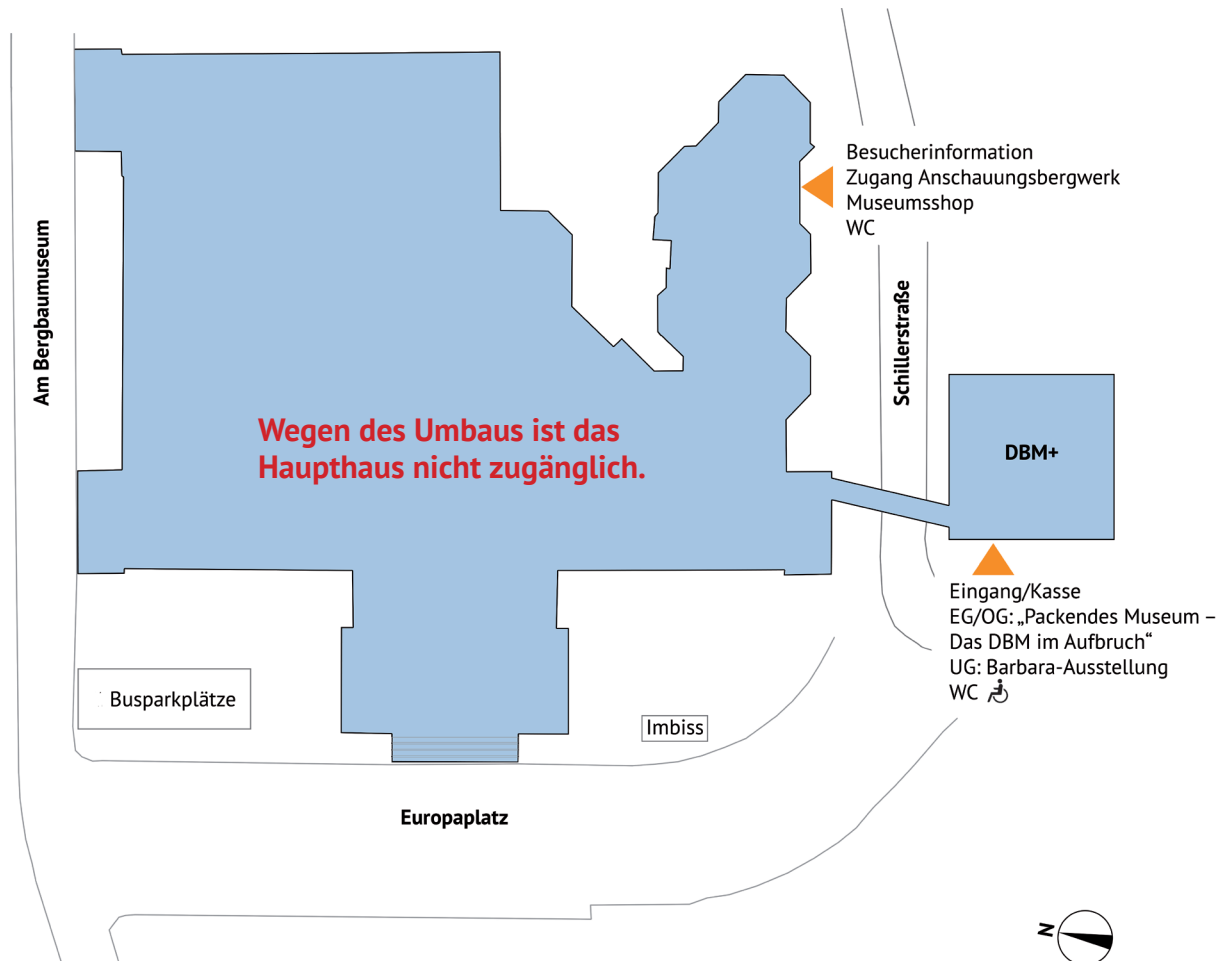 Besucherinformation
Zugang Anschauungsbergwerk
Museumsshop
WC
Am Bergbaumuseum
Schillerstraße
Wegen des Umbaus ist das
Haupthaus nicht zugänglich.
DBM+
Eingang/Kasse
EG/OG: „Packendes Museum –
Das DBM im Aufbruch“
UG: Barbara-Ausstellung
WC
Busparkplätze
Imbiss
Europaplatz
N